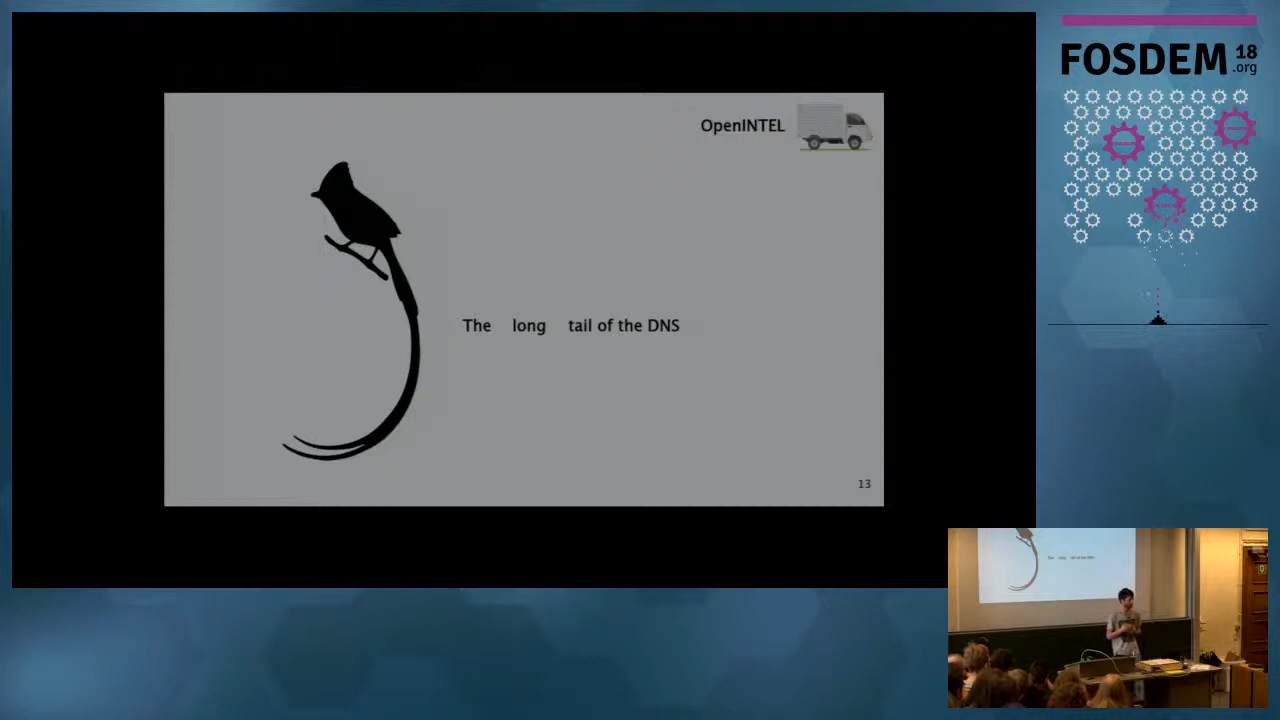 OpenINTEL
The long tail of the DNS
13
FOSDEM 18
.org